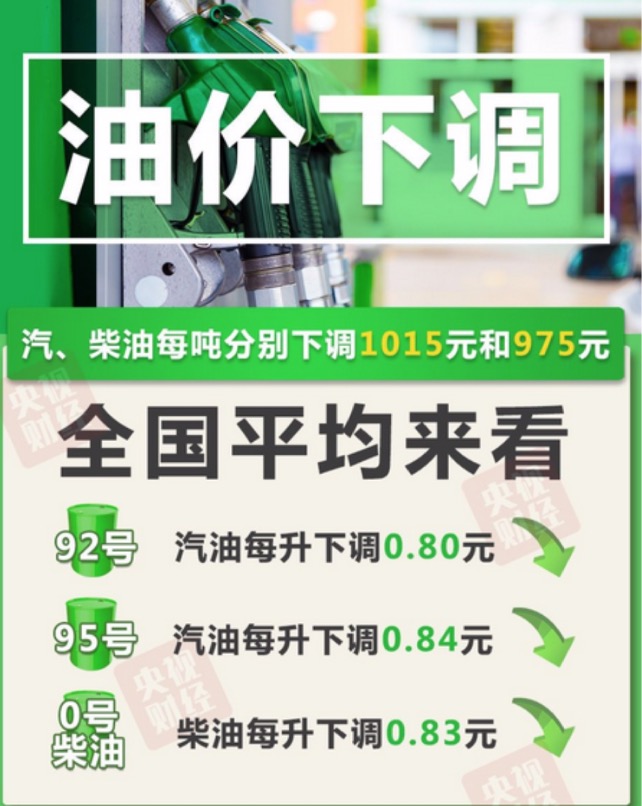 油价下调
汽、柴油每吨分别下调1015元和975元
央视
财经
全国平均来看
央视
财经
92号 汽油每升下调0.80元
95号 汽油每升下调0.84元
央视
财经
0号
柴油 柴油每升下调0.83元
央视
财经